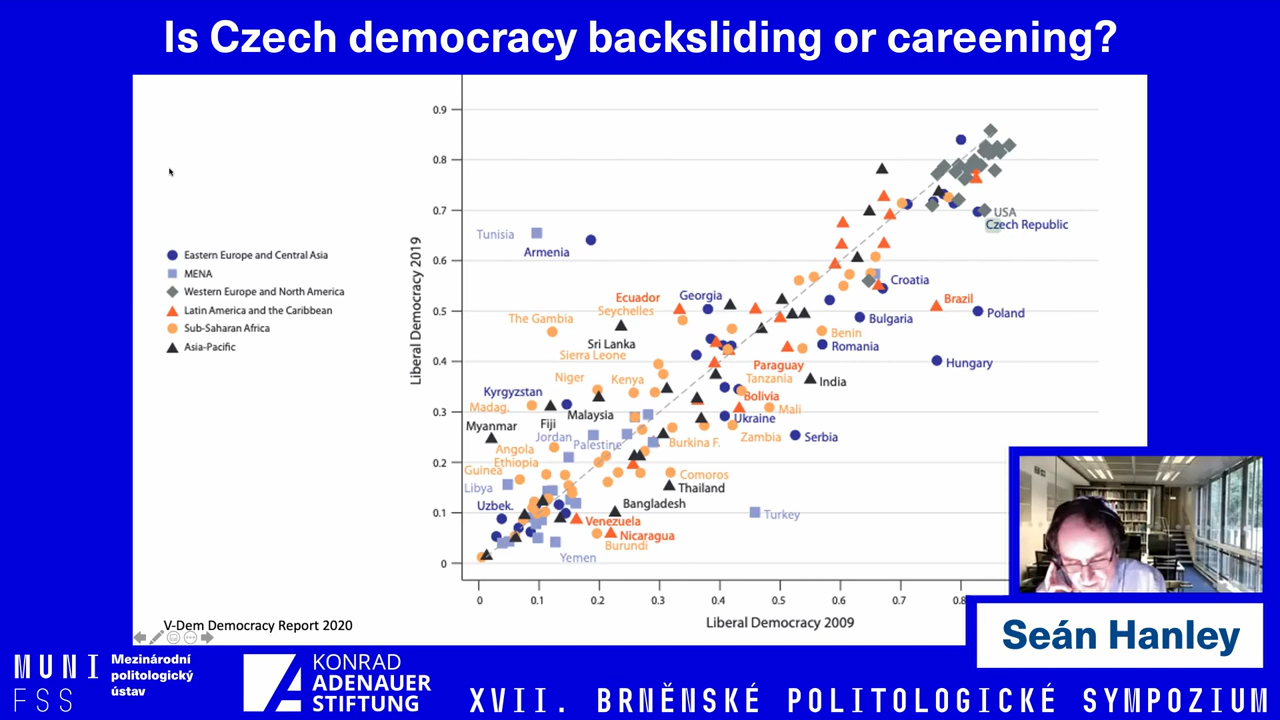 Is Czech democracy backsliding or careening?
0.9
0.8
0.7
0.6
0.5
0.4
0.3
0.2
0.1
0
Liberal Democracy 2019
Eastern Europe and Central Asia
MENA
Western Europe and North America
Latin America and the Caribbean
Sub-Saharan Africa
Asia-Pacific
USA
Czech Republic
Tunisia
Armenia
Croatia
Ecuador
Georgia
Brazil
Seychelles
Poland
The Gambia
Bulgaria
Benin
Sri Lanka
Romania
Sierra Leone
Hungary
Paraguay
Niger
Kenya
Tanzania
India
Kyrgyzstan
Bolivia
Madag.
Mali
Malaysia
Ukraine
Myanmar
Fiji
Jordan
Palestine
Burkina F.
Zambia
Serbia
Angola
Ethiopia
Guinea
Comoros
Libya
Thailand
Uzbek.
Bangladesh
Turkey
Venezuela
Nicaragua
Burundi
Yemen
0 0.1 0.2 0.3 0.4 0.5 0.6 0.7 0.8
Liberal Democracy 2009
V-Dem Democracy Report 2020
Seán Hanley
MUNI
FSS
Mezinárodní
politologický
ústav
KONRAD
ADENAUER
STIFTUNG
XVII. BRNĚNSKÉ POLITOLOGICKÉ SYMPOZIUM